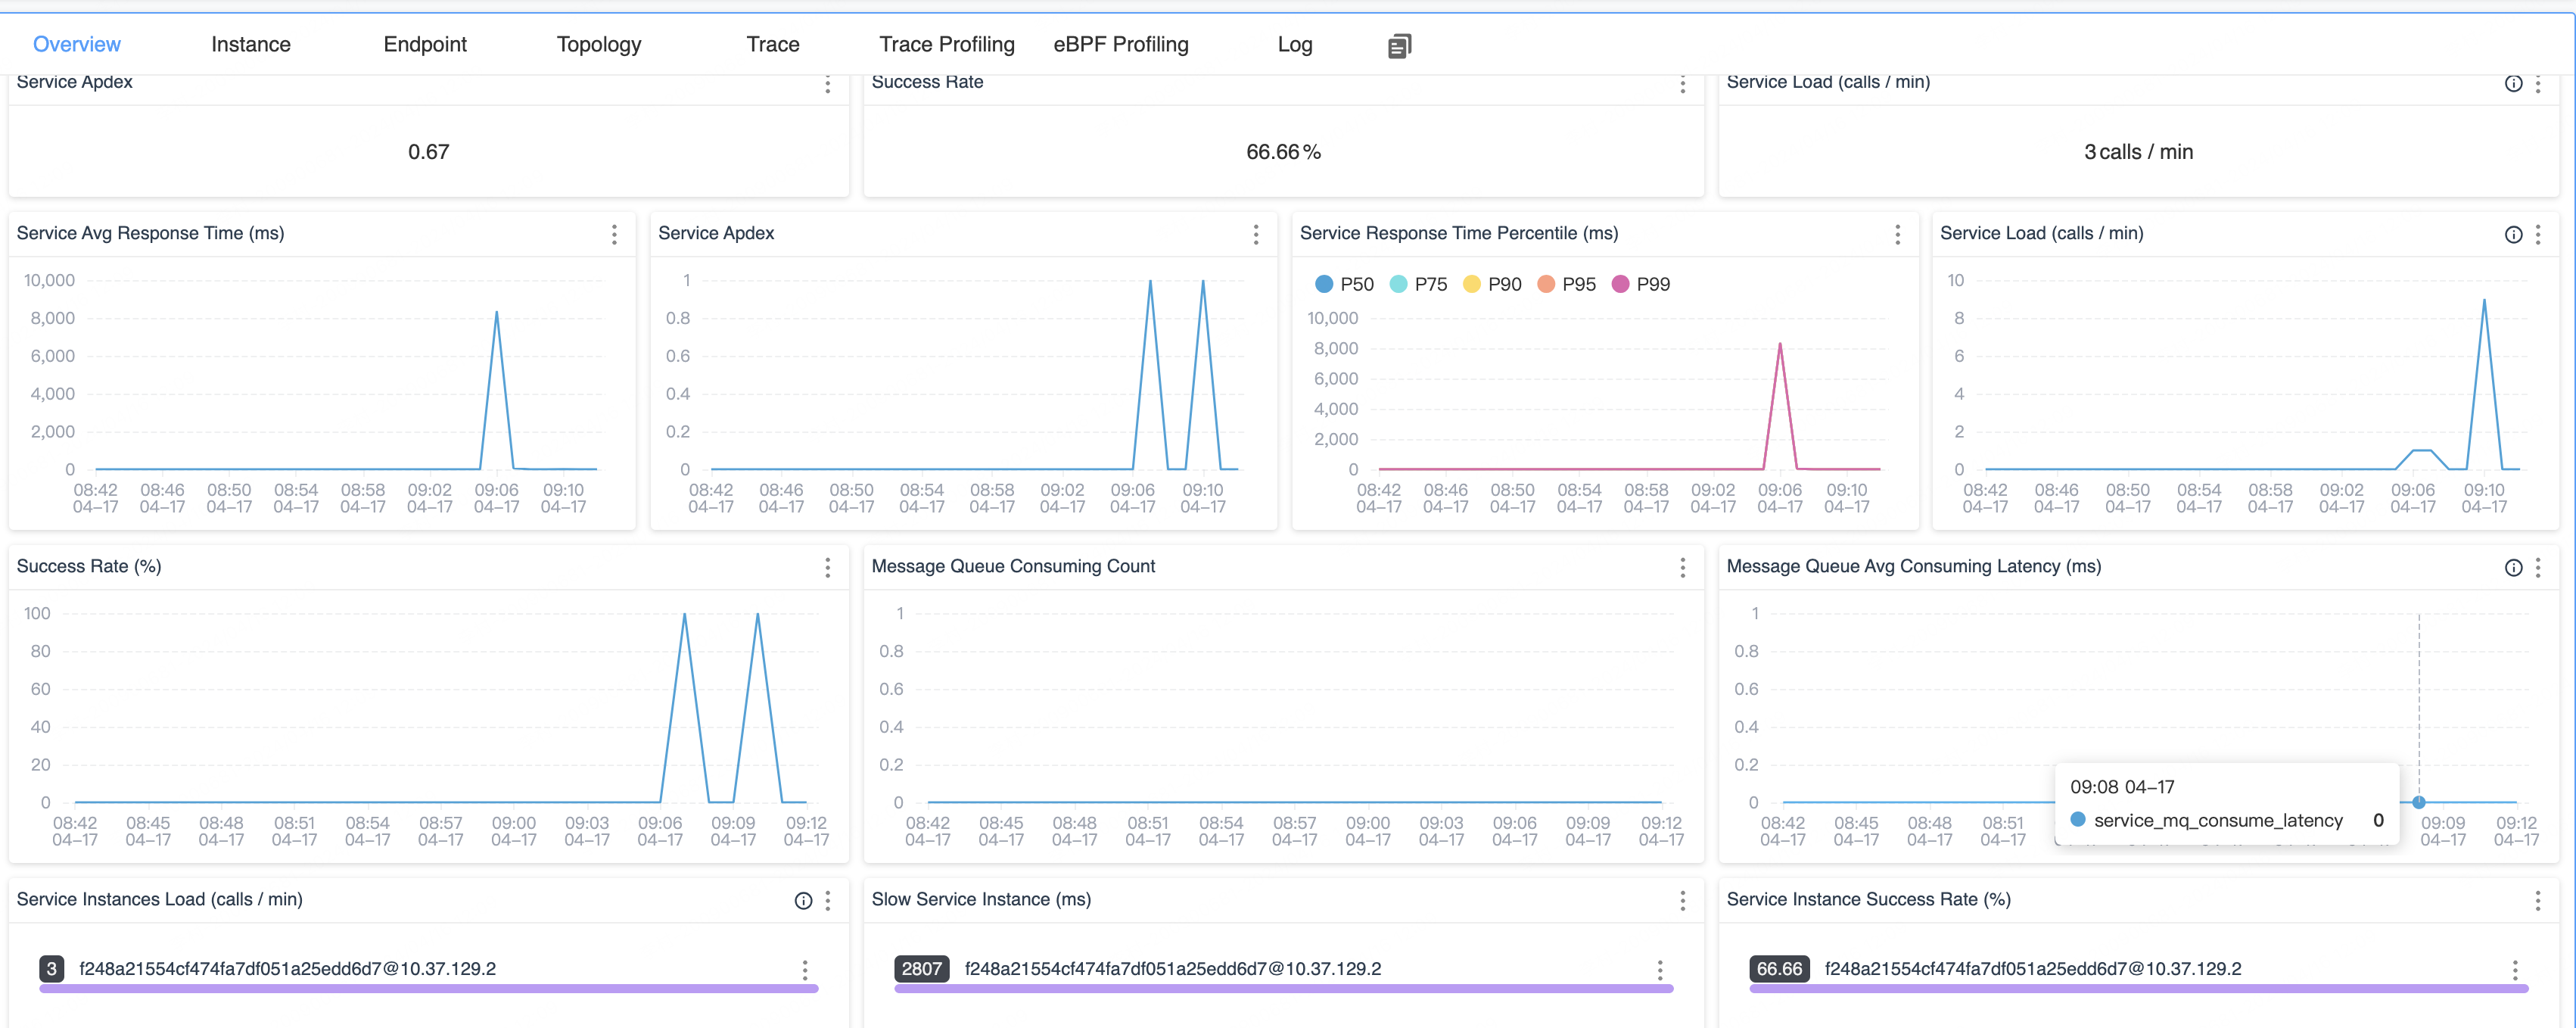 Overview Instance Endpoint Topology Trace Trace Profiling eBPF Profiling Log
Service Apdex
0.67
Success Rate
66.66%
Service Load (calls / min)
3 calls / min
Service Avg Response Time (ms)
10,000
8,000
6,000
4,000
2,000
0
08:42 08:46 08:50 08:54 08:58 09:02 09:06 09:10
04–17 04–17 04–17 04–17 04–17 04–17 04–17 04–17
Service Apdex
1
0.8
0.6
0.4
0.2
0
08:42 08:46 08:50 08:54 08:58 09:02 09:06 09:10
04–17 04–17 04–17 04–17 04–17 04–17 04–17 04–17
Service Response Time Percentile (ms)
P50 P75 P90 P95 P99
10,000
8,000
6,000
4,000
2,000
0
08:42 08:46 08:50 08:54 08:58 09:02 09:06 09:10
04–17 04–17 04–17 04–17 04–17 04–17 04–17 04–17
Service Load (calls / min)
10
8
6
4
2
0
08:42 08:46 08:50 08:54 08:58 09:02 09:06 09:10
04–17 04–17 04–17 04–17 04–17 04–17 04–17 04–17
Success Rate (%)
100
80
60
40
20
0
08:42 08:45 08:48 08:51 08:54 08:57 09:00 09:03 09:06 09:09 09:12
04–17 04–17 04–17 04–17 04–17 04–17 04–17 04–17 04–17 04–17 04–17
Message Queue Consuming Count
1
0.8
0.6
0.4
0.2
0
08:42 08:45 08:48 08:51 08:54 08:57 09:00 09:03 09:06 09:09 09:12
04–17 04–17 04–17 04–17 04–17 04–17 04–17 04–17 04–17 04–17 04–17
Message Queue Avg Consuming Latency (ms)
1
0.8
0.6
0.4
0.2
0
09:08 04–17
service_mq_consume_latency 0
08:42 08:45 08:48 08:51 09:09 09:12
04–17 04–17 04–17 04–17 04–17 04–17
Service Instances Load (calls / min)
3 f248a21554cf474fa7df051a25edd6d7@10.37.129.2
Slow Service Instance (ms)
2807 f248a21554cf474fa7df051a25edd6d7@10.37.129.2
Service Instance Success Rate (%)
66.66 f248a21554cf474fa7df051a25edd6d7@10.37.129.2